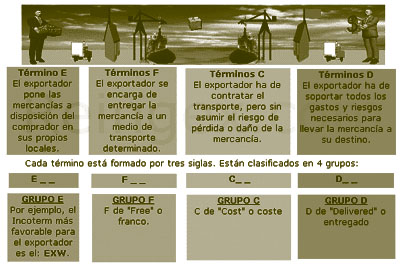 Término E
El exportador
pone las
mercancías a
disposición del
comprador en
sus propios
locales.
Términos F
El exportador
se encarga de
entregar la
mercancía a un
medio de
transporte
determinado.
Términos C
El exportador ha de
contratar el
transporte, pero sin
asumir el riesgo de
pérdida o daño de la
mercancía.
Términos D
El exportador ha de
soportar todos los
gastos y riesgos
necesarios para
llevar la mercancía a
su destino.
Cada término está formado por tres siglas. Están clasificados en 4 grupos:
E_ _
F_ _
C_ _
D_ _
GRUPO E
Por ejemplo, el
Incoterm más
favorable para
el exportador
es el: EXW.
GRUPO F
F de "Free" o
franco.
GRUPO C
C de "Cost" o coste
GRUPO D
D de "Delivered" o
entregado